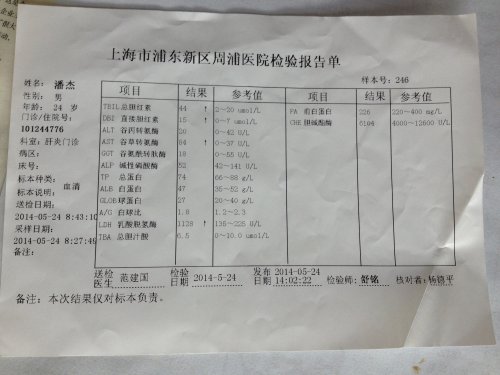 上海市浦东新区周浦医院检验报告单
样本号: 246
姓名: 潘杰
性别: 男
年龄: 24 岁
门诊/住院号:
101244776
科室: 肝炎门诊
病区:
床号:
标本种类:
标本说明: 血清
送检日期:
2014-05-24 8:43:10
采样日期:
2014-05-24 8:27:49
备注:
项目 结果 参考值 项目 结果 参考值
TBIL 总胆红素 44 ↑ 2~20 umol/L PA 前白蛋白 226 220~400 mg/L
DBI 直接胆红素 15 ↑ 0~7 umol/L CHE 胆碱酯酶 6104 4000~12600 U/L
ALT 谷丙转氨酶 20 0~42 U/L
AST 谷草转氨酶 84 ↑ 0~37 U/L
GGT 谷氨酰转肽酶 18 0~55 U/L
ALP 碱性磷酸酶 52 42~141 U/L
TP 总蛋白 74 66~88 g/L
ALB 白蛋白 47 35~52 g/L
GLOB 球蛋白 27 20~40 g/L
A/G 白球比 1.8 1.2~2.3
LDH 乳酸脱氢酶 1128 ↑ 135~225 U/L
TBA 总胆汁酸 6.5 0~10.0 umol/L
送检医生 范建国 检验日期 2014-5-24 发布日期 2014-05-24 14:02:22 检验师: 舒铭 核对者: 杨镜平
备注: 本次结果仅对标本负责。